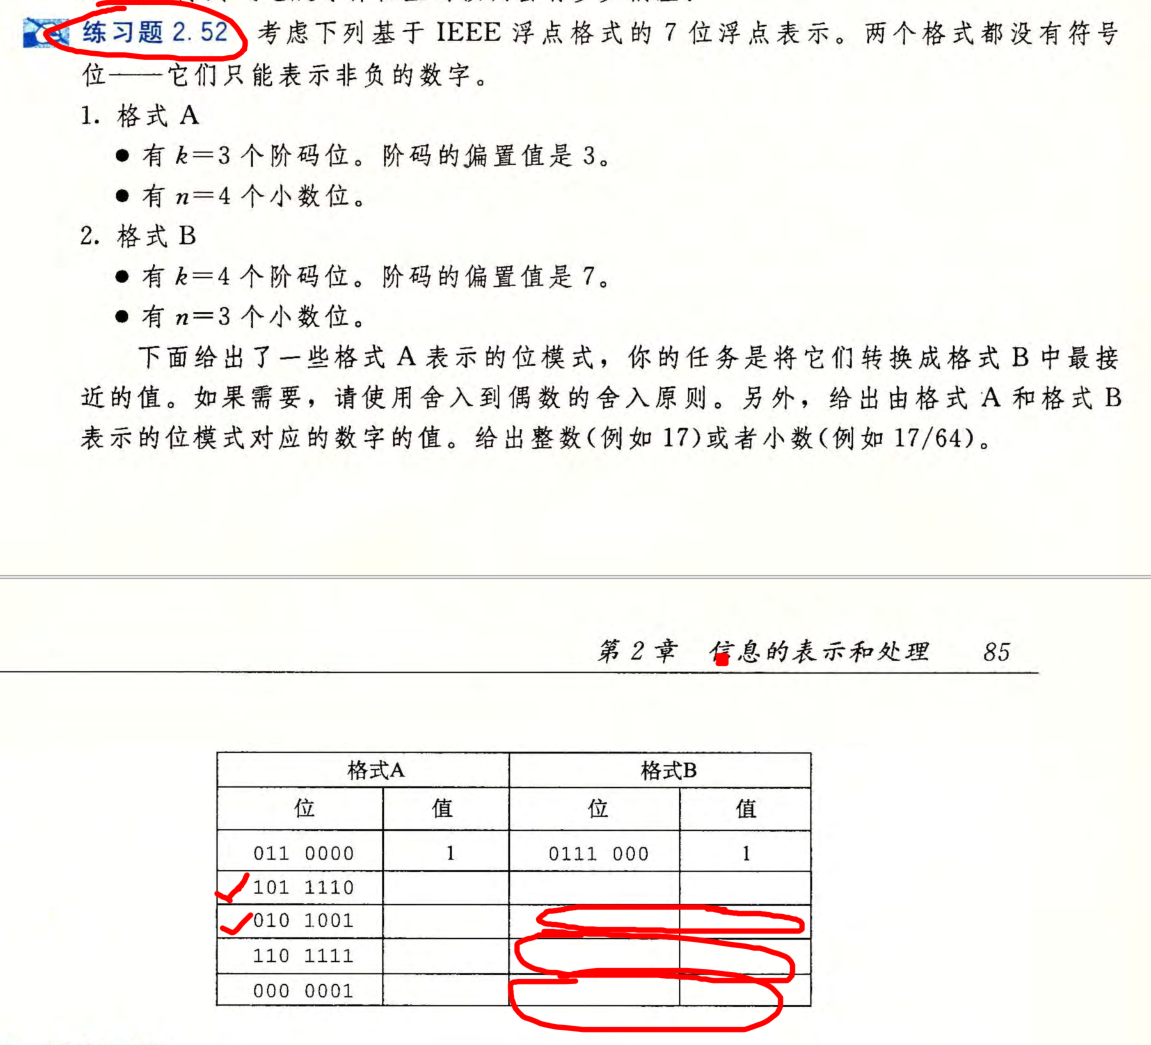 练习题 2.52 考虑下列基于 IEEE 浮点格式的 7 位浮点表示。两个格式都没有符号
位——它们只能表示非负的数字。
1. 格式 A
● 有 k=3 个阶码位。阶码的偏置值是 3。
● 有 n=4 个小数位。
2. 格式 B
● 有 k=4 个阶码位。阶码的偏置值是 7。
● 有 n=3 个小数位。
下面给出了一些格式 A 表示的位模式，你的任务是将它们转换成格式 B 中最接
近的值。如果需要，请使用舍入到偶数的舍入原则。另外，给出由格式 A 和格式 B
表示的位模式对应的数字的值。给出整数(例如 17)或者小数(例如 17/64)。
第 2 章 信息的表示和处理 85
格式A 格式B
位 值 位 值
011 0000 1 0111 000 1
101 1110
010 1001
110 1111
000 0001